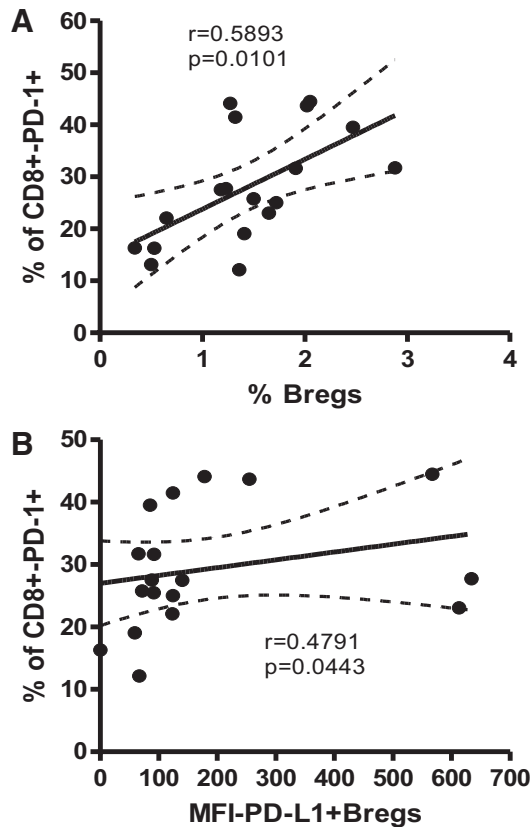 A
r=0.5893
p=0.0101
% of CD8+-PD-1+
60
50
40
30
20
10
0
0 1 2 3 4
% Bregs
B
% of CD8+-PD-1+
50
40
30
20
10
0
r=0.4791
p=0.0443
0 100 200 300 400 500 600 700
MFI-PD-L1+Bregs